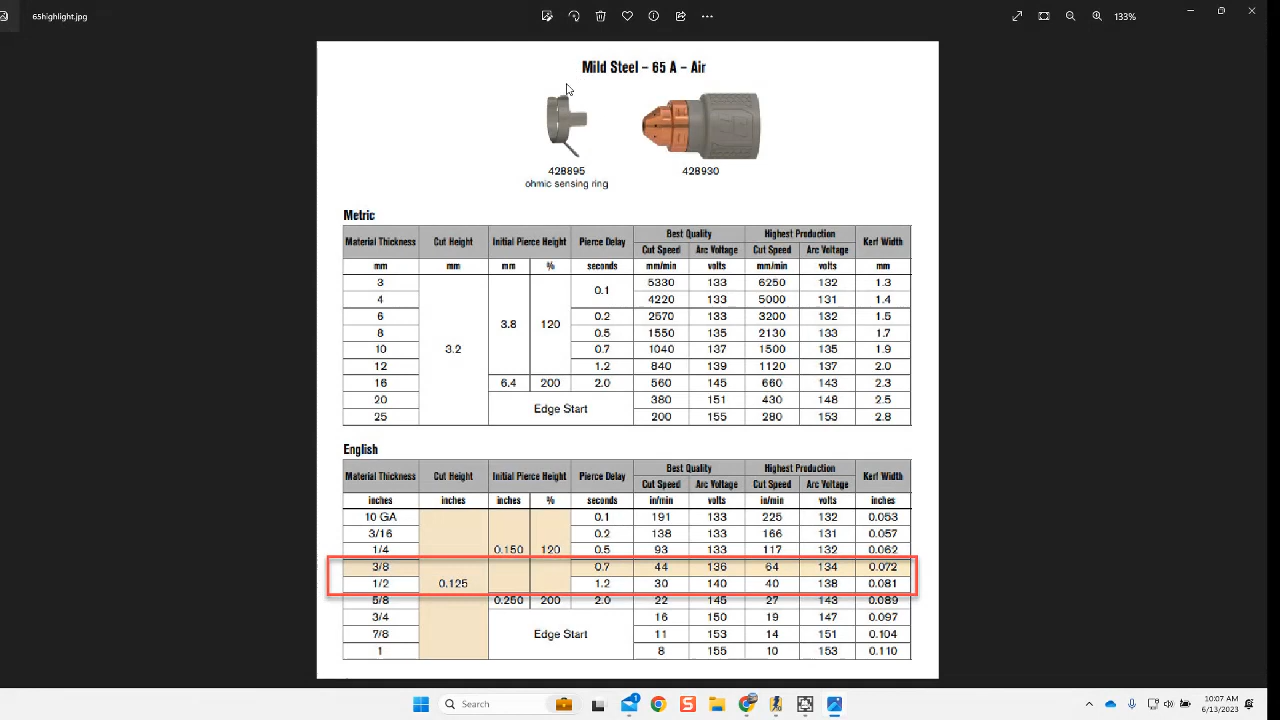 65highlight.jpg
133%
Mild Steel – 65 A – Air
428895
ohmic sensing ring
428930
Metric
Material Thickness Cut Height Initial Pierce Height Pierce Delay Best Quality Highest Production Kerf Width
Cut Speed Arc Voltage Cut Speed Arc Voltage
mm mm mm % seconds mm/min volts mm/min volts mm
3 5330 133 6250 132 1.3
0.1
4 4220 133 5000 131 1.4
6 0.2 2570 133 3200 132 1.5
3.8 120
8 0.5 1550 135 2130 133 1.7
10 3.2 0.7 1040 137 1500 135 1.9
12 1.2 840 139 1120 137 2.0
16 6.4 200 2.0 560 145 660 143 2.3
20 380 151 430 148 2.5
Edge Start
25 200 155 280 153 2.8
English
Material Thickness Cut Height Initial Pierce Height Pierce Delay Best Quality Highest Production Kerf Width
Cut Speed Arc Voltage Cut Speed Arc Voltage
inches inches inches % seconds in/min volts in/min volts inches
10 GA 0.1 191 133 225 132 0.053
3/16 0.2 138 133 166 131 0.057
1/4 0.150 120 0.5 93 133 117 132 0.062
3/8 0.7 44 136 64 134 0.072
1/2 0.125 1.2 30 140 40 138 0.081
5/8 0.250 200 2.0 22 145 27 143 0.089
3/4 16 150 19 147 0.097
7/8 Edge Start 11 153 14 151 0.104
1 8 155 10 153 0.110
Search
1
10:07 AM
6/13/2023